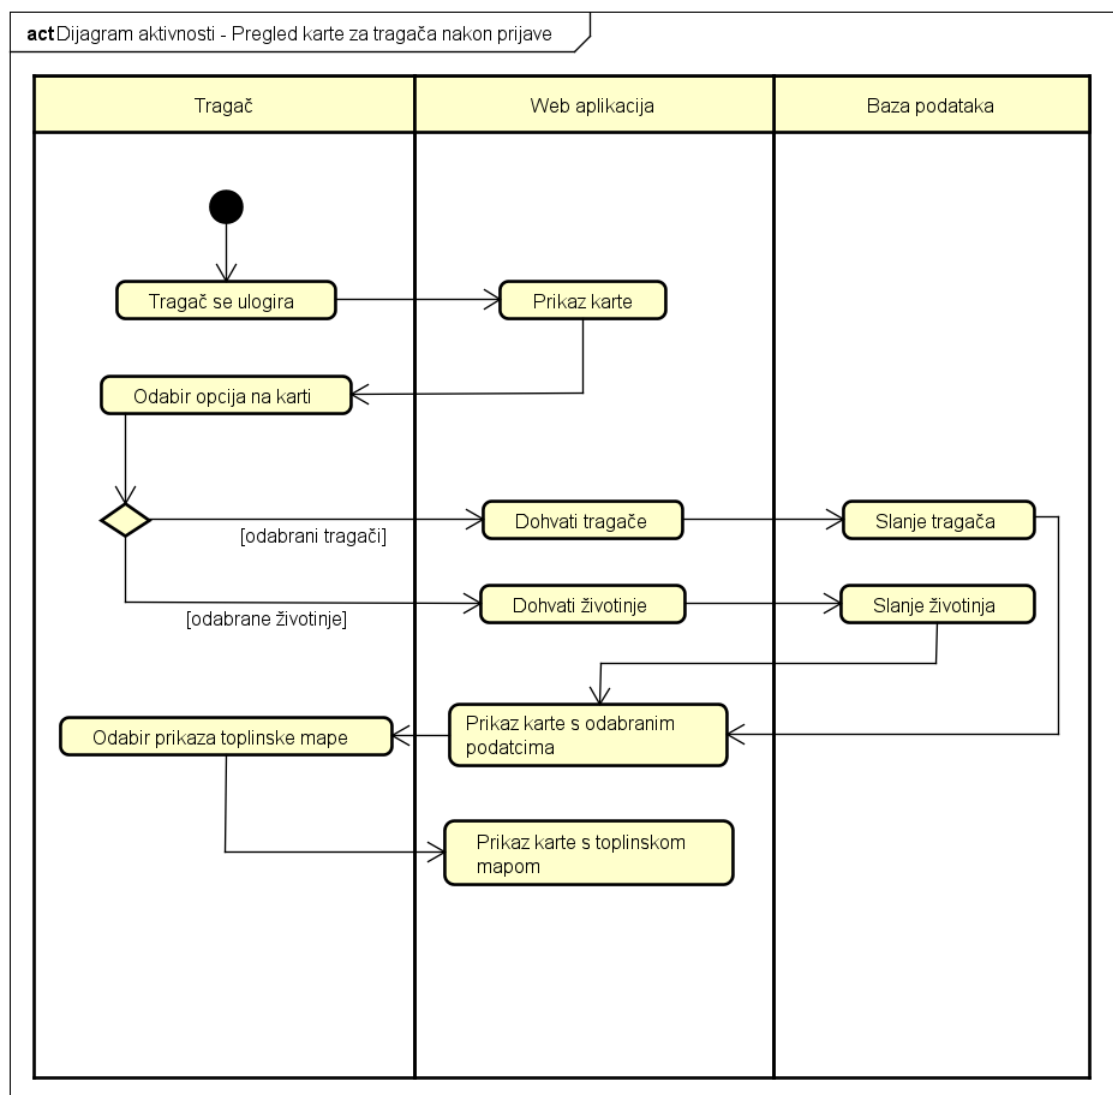 act Dijagram aktivnosti - Pregled karte za tragača nakon prijave
Tragač
Web aplikacija
Baza podataka
Tragač se ulogira
Prikaz karte
Odabir opcija na karti
Dohvati tragače
Slanje tragača
[odabrani tragači]
Dohvati životinje
Slanje životinja
[odabrane životinje]
Odabir prikaza toplinske mape
Prikaz karte s odabranim
podatcima
Prikaz karte s toplinskom
mapom